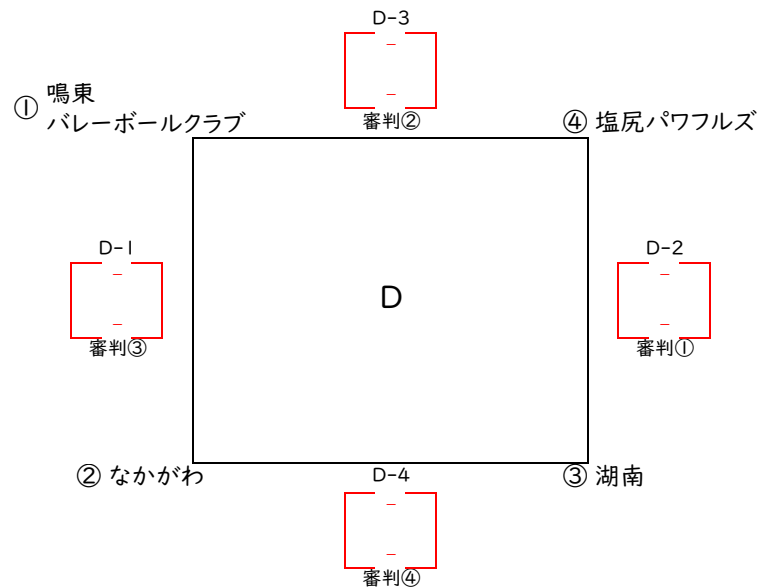 D-3
審判②
① 鳴東
バレーボールクラブ
④ 塩尻パワフルズ
D-1
審判③
D
D-2
審判①
② なかがわ
D-4
審判④
③ 湖南